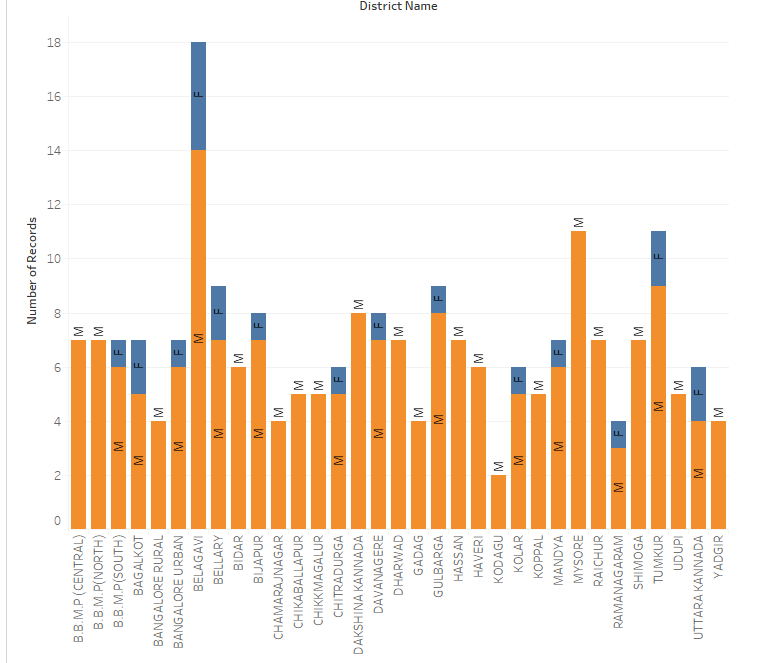 District Name
Number of Records
18
16
14
12
10
8
6
4
2
0
M
M
F
M
F
M
M
F
M
F
M
F
M
M
F
M
M
M
M
F
M
M
F
M
M
M
F
M
M
M
M
F
M
M
F
M
M
M
F
M
M
F
M
M
F
M
M
B.B.M.P (CENTRAL)
B.B.M.P(NORTH)
B.B.M.P(SOUTH)
BAGALKOT
BANGALORE RURAL
BANGALORE URBAN
BELAGAVI
BELLARY
BIDAR
BIJAPUR
CHAMARAJNAGAR
CHIKABALLAPUR
CHIKKMAGALUR
CHITRADURGA
DAKSHINA KANNADA
DAVANAGERE
DHARWAD
GADAG
GULBARGA
HASSAN
HAVERI
KODAGU
KOLAR
KOPPAL
MANDYA
MYSORE
RAICHUR
RAMANAGARAM
SHIMOGA
TUMKUR
UDUPI
UTTARA KANNADA
YADGIR